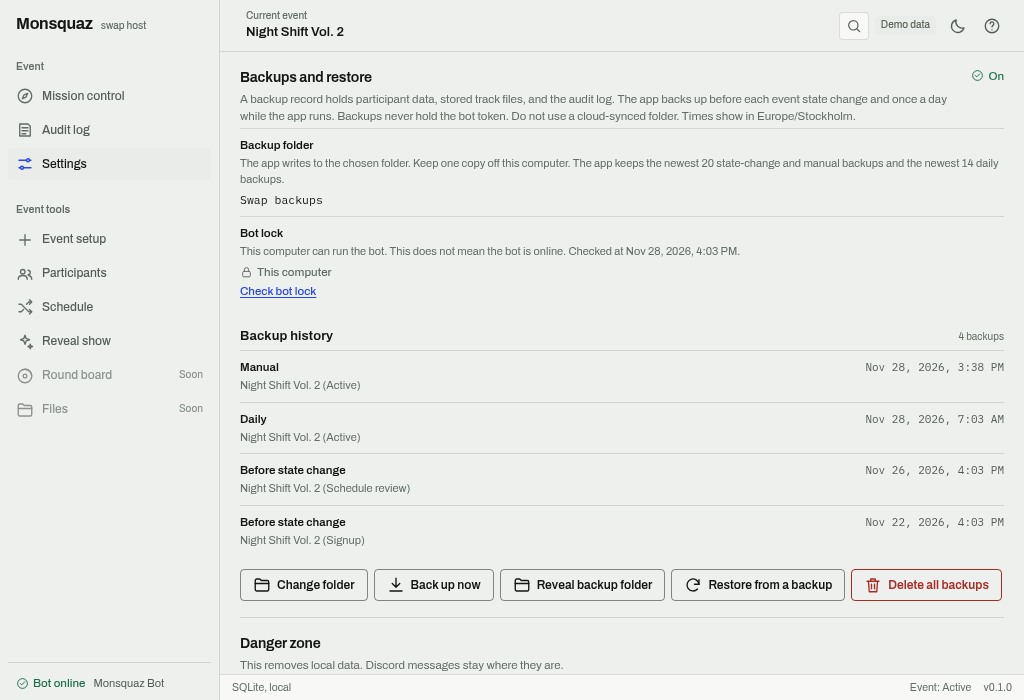 Monsquaz swap host
Event
Mission control
Audit log
Settings
Event tools
Event setup
Participants
Schedule
Reveal show
Round board Soon
Files Soon
Bot online Monsquaz Bot
Current event
Night Shift Vol. 2
Demo data
Backups and restore
On
A backup record holds participant data, stored track files, and the audit log. The app backs up before each event state change and once a day
while the app runs. Backups never hold the bot token. Do not use a cloud-synced folder. Times show in Europe/Stockholm.
Backup folder
The app writes to the chosen folder. Keep one copy off this computer. The app keeps the newest 20 state-change and manual backups and the newest 14 daily
backups.
Swap backups
Bot lock
This computer can run the bot. This does not mean the bot is online. Checked at Nov 28, 2026, 4:03 PM.
This computer
Check bot lock
Backup history 4 backups
Manual Nov 28, 2026, 3:38 PM
Night Shift Vol. 2 (Active)
Daily Nov 28, 2026, 7:03 AM
Night Shift Vol. 2 (Active)
Before state change Nov 26, 2026, 4:03 PM
Night Shift Vol. 2 (Schedule review)
Before state change Nov 22, 2026, 4:03 PM
Night Shift Vol. 2 (Signup)
Change folder Back up now Reveal backup folder Restore from a backup Delete all backups
Danger zone
This removes local data. Discord messages stay where they are.
SQLite, local Event: Active v0.1.0